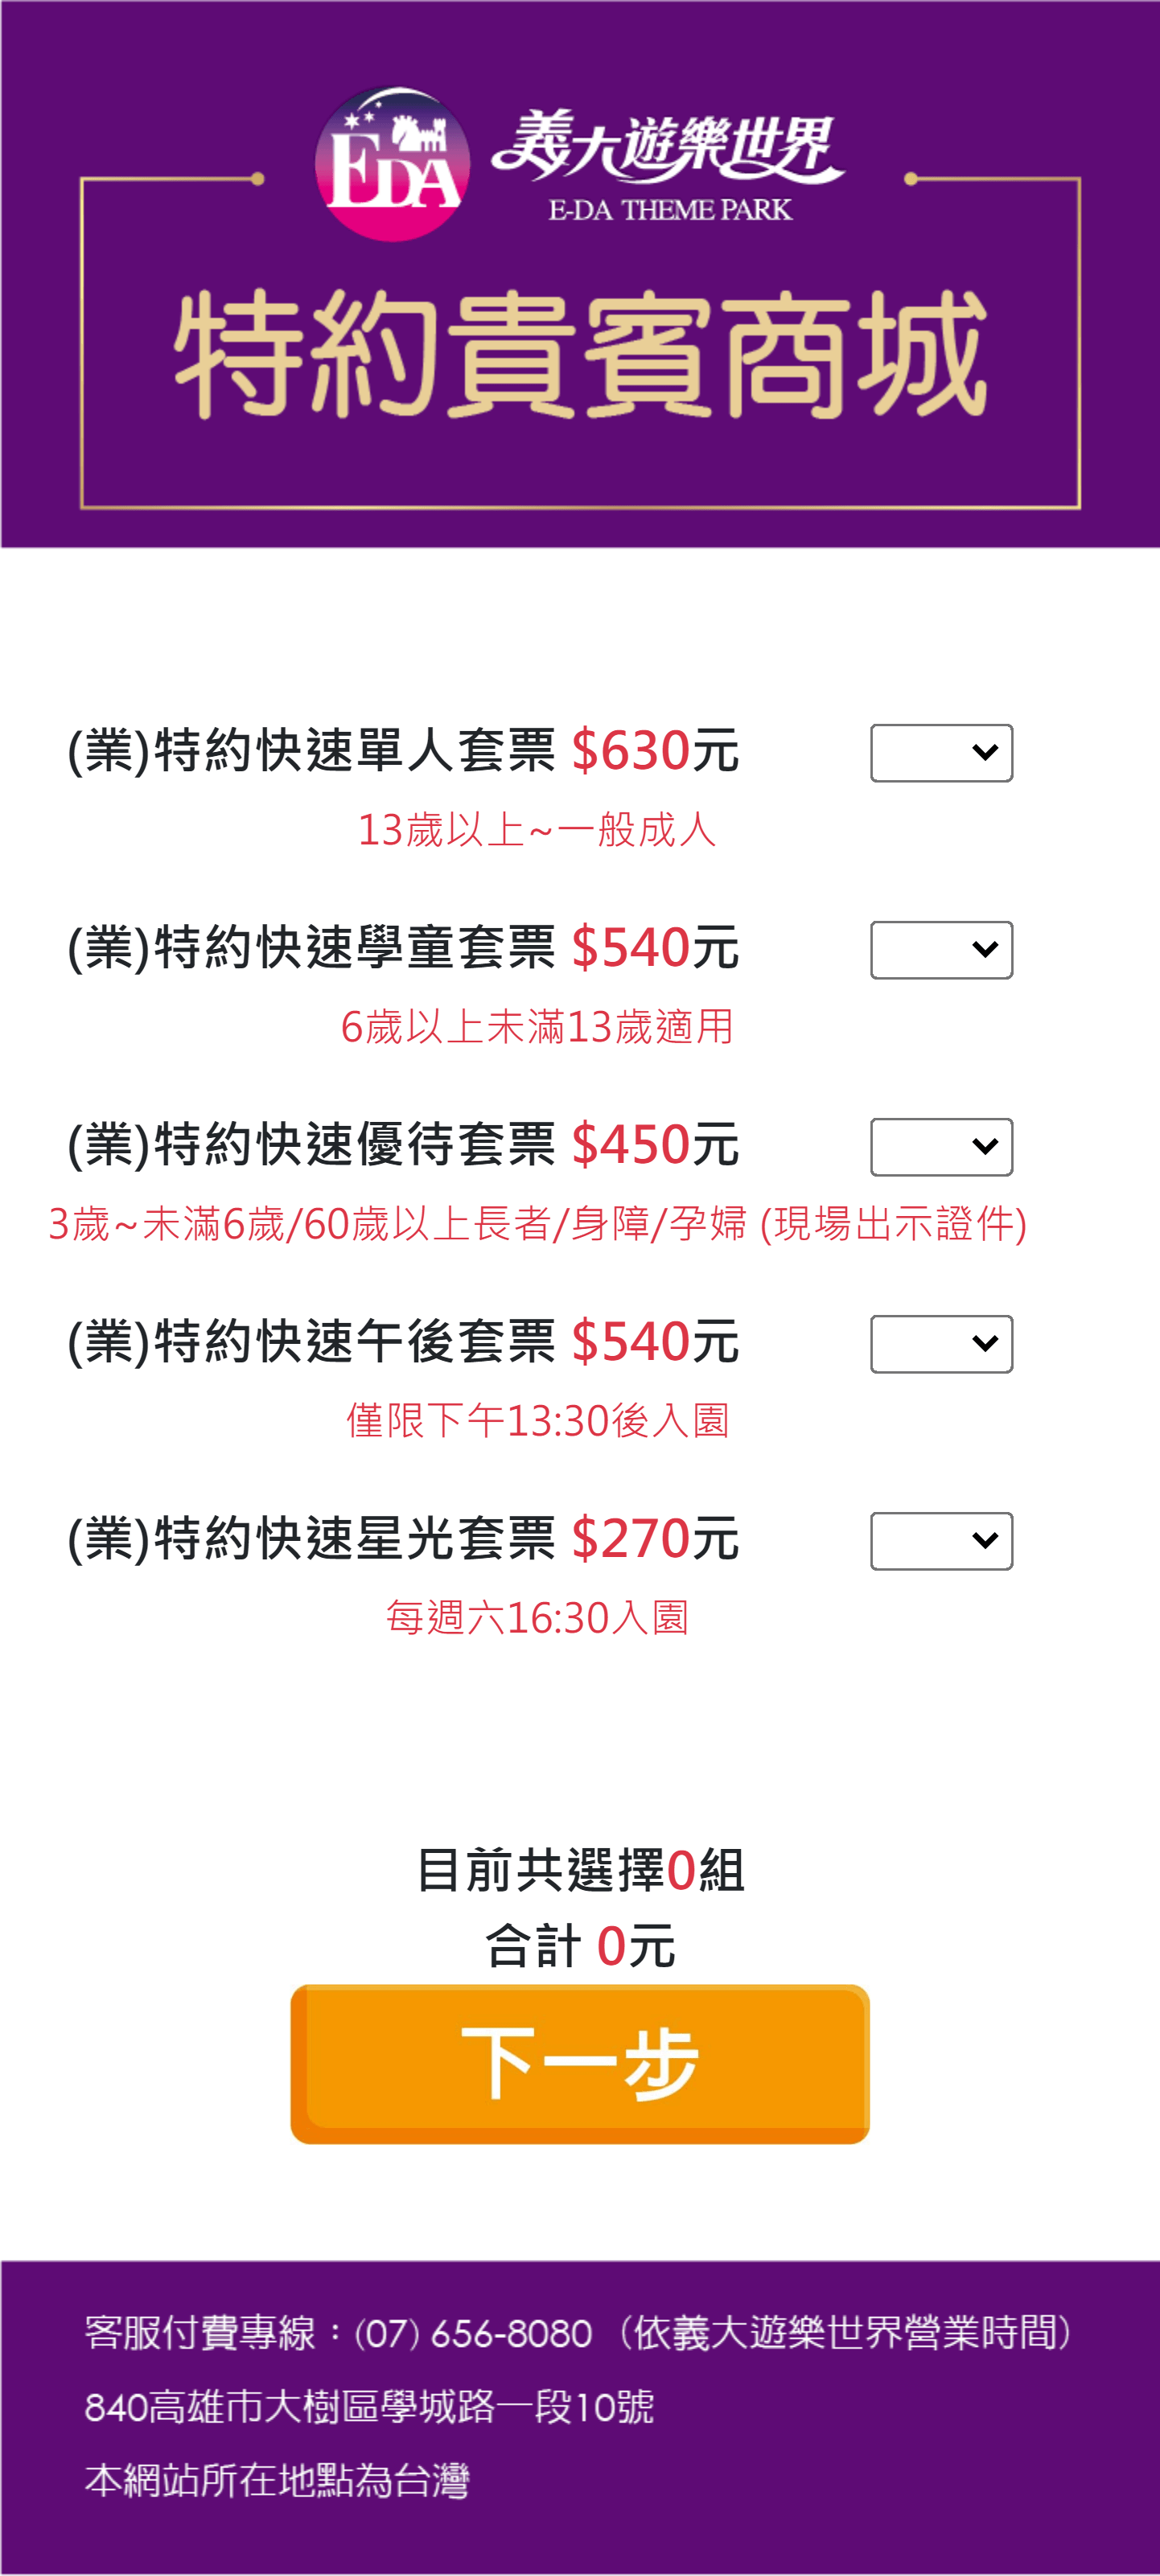 EDA
義大遊樂世界
E-DA THEME PARK
特約貴賓商城
(業)特約快速單人套票 $630元
13歲以上~一般成人
(業)特約快速學童套票 $540元
6歲以上未滿13歲適用
(業)特約快速優待套票 $450元
3歲~未滿6歲/60歲以上長者/身障/孕婦 (現場出示證件)
(業)特約快速午後套票 $540元
僅限下午13:30後入園
(業)特約快速星光套票 $270元
每週六16:30入園
目前共選擇0組
合計 0元
下一步
客服付費專線：(07) 656-8080（依義大遊樂世界營業時間）
840高雄市大樹區學城路一段10號
本網站所在地點為台灣